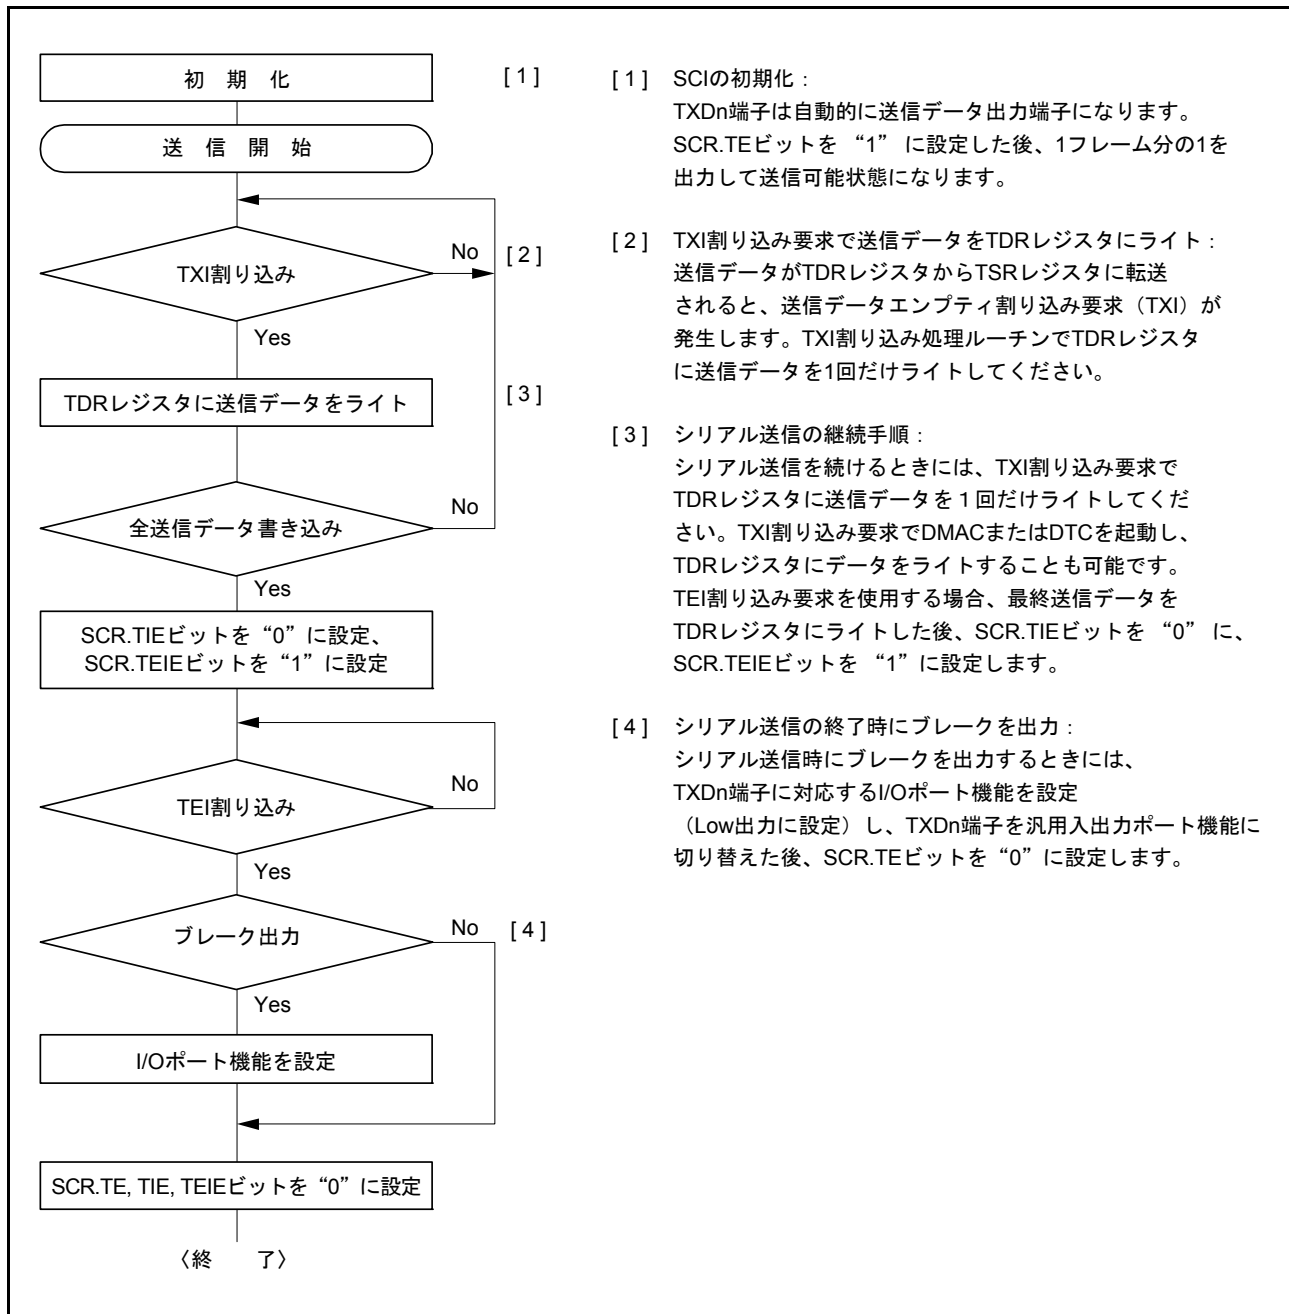 初 期 化
[1]
送 信 開 始
TXI割り込み
No
[2]
Yes
TDRレジスタに送信データをライト
[3]
全送信データ書き込み
No
Yes
SCR.TIEビットを“0”に設定、
SCR.TEIEビットを“1”に設定
TEI割り込み
No
Yes
ブレーク出力
No
[4]
Yes
I/Oポート機能を設定
SCR.TE, TIE, TEIEビットを“0”に設定
〈終 了〉
[1] SCIの初期化：
TXDn端子は自動的に送信データ出力端子になります。
SCR.TEビットを “1” に設定した後、1フレーム分の1を
出力して送信可能状態になります。
[2] TXI割り込み要求で送信データをTDRレジスタにライト：
送信データがTDRレジスタからTSRレジスタに転送
されると、送信データエンプティ割り込み要求（TXI）が
発生します。TXI割り込み処理ルーチンでTDRレジスタ
に送信データを1回だけライトしてください。
[3] シリアル送信の継続手順：
シリアル送信を続けるときには、TXI割り込み要求で
TDRレジスタに送信データを１回だけライトしてくだ
さい。TXI割り込み要求でDMACまたはDTCを起動し、
TDRレジスタにデータをライトすることも可能です。
TEI割り込み要求を使用する場合、最終送信データを
TDRレジスタにライトした後、SCR.TIEビットを “0” に、
SCR.TEIEビットを “1”に設定します。
[4] シリアル送信の終了時にブレークを出力：
シリアル送信時にブレークを出力するときには、
TXDn端子に対応するI/Oポート機能を設定
（Low出力に設定）し、TXDn端子を汎用入出力ポート機能に
切り替えた後、SCR.TEビットを“0”に設定します。